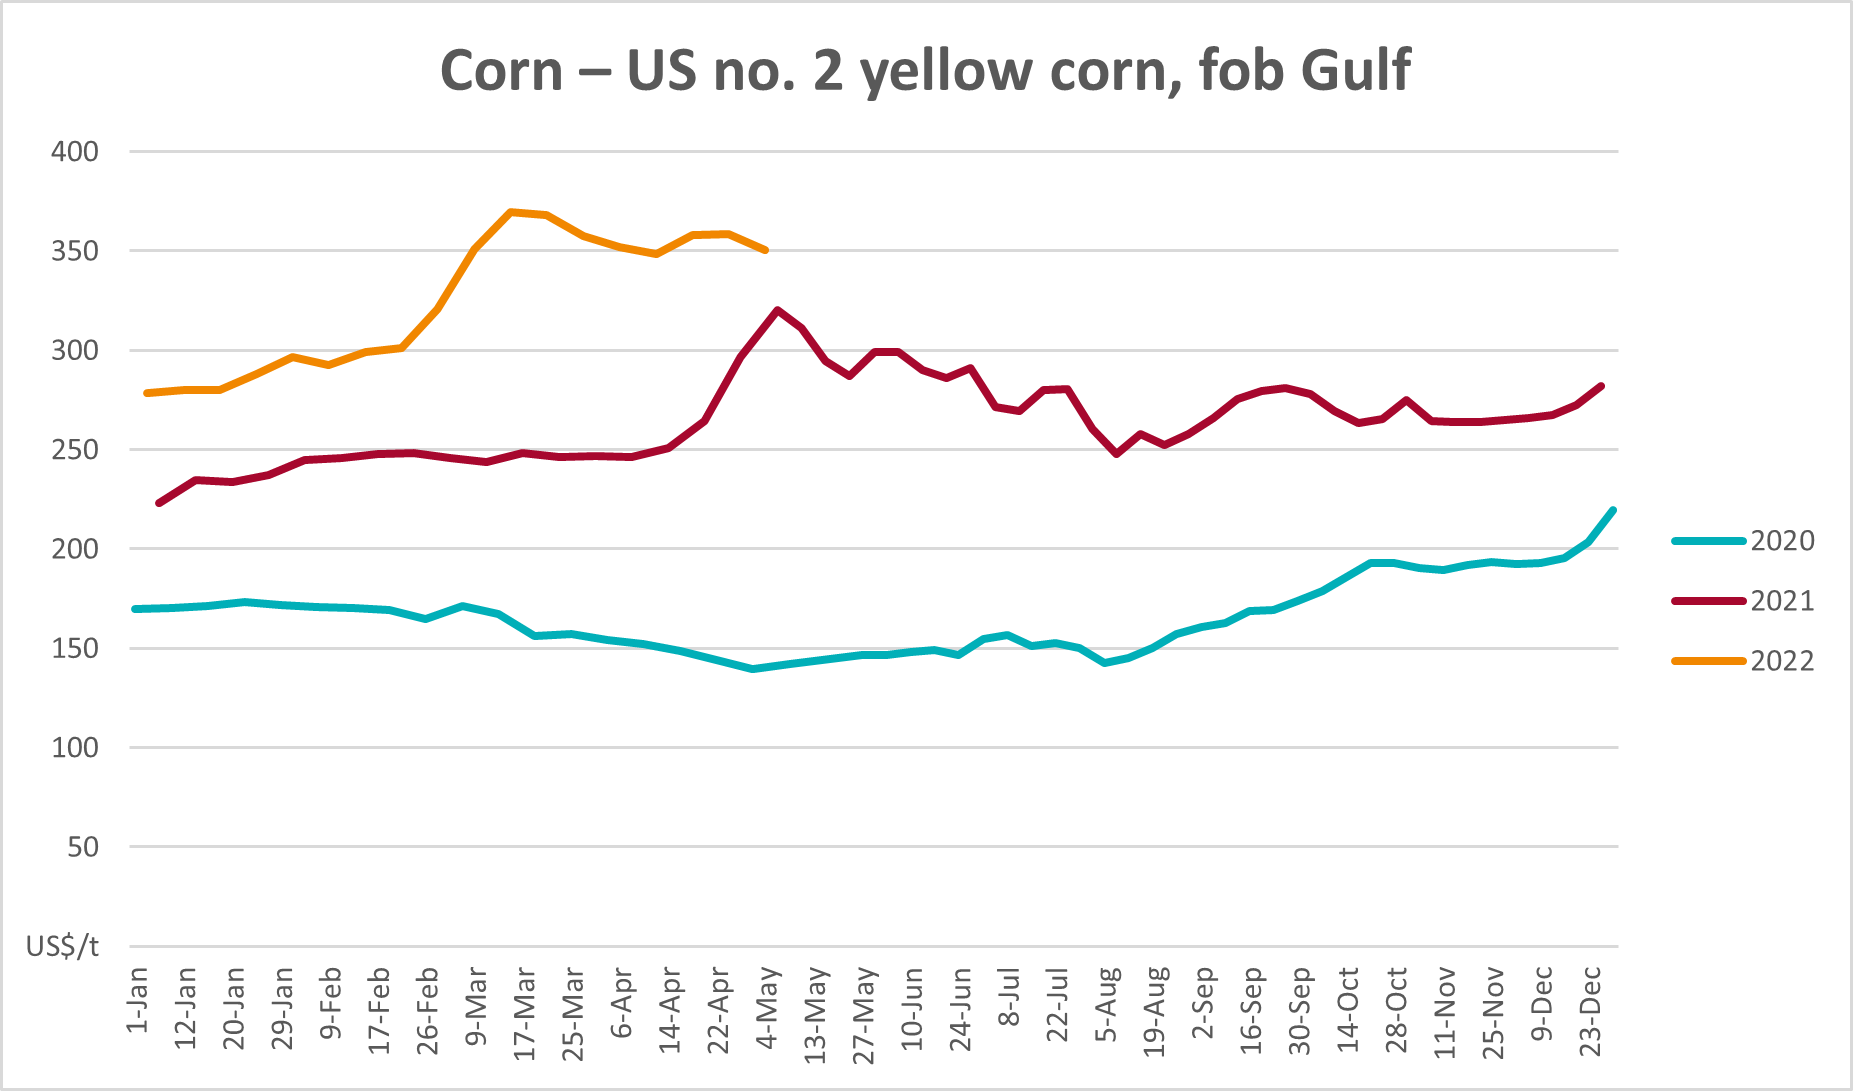 Corn – US no. 2 yellow corn, fob Gulf
400
350
300
250
200
150
100
50
US$/t
1-Jan
12-Jan
20-Jan
29-Jan
9-Feb
17-Feb
26-Feb
9-Mar
17-Mar
25-Mar
6-Apr
14-Apr
22-Apr
4-May
13-May
27-May
10-Jun
24-Jun
8-Jul
22-Jul
5-Aug
19-Aug
2-Sep
16-Sep
30-Sep
14-Oct
28-Oct
11-Nov
25-Nov
9-Dec
23-Dec
2020
2021
2022